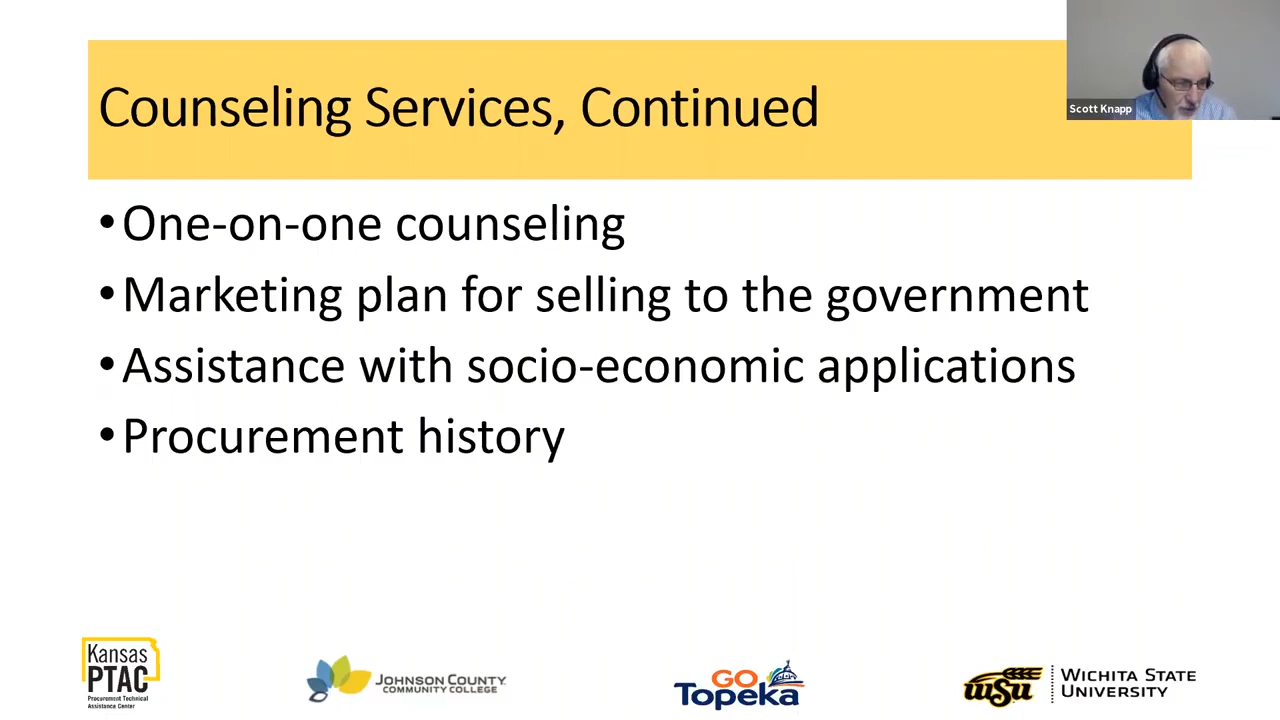 Counseling Services, Continued
Scott Knapp
•One-on-one counseling
•Marketing plan for selling to the government
•Assistance with socio-economic applications
•Procurement history
Kansas
PTAC
Procurement Technical
Assistance Center
JOHNSON COUNTY
COMMUNITY COLLEGE
GO
Topeka
WSU
WICHITA STATE
UNIVERSITY